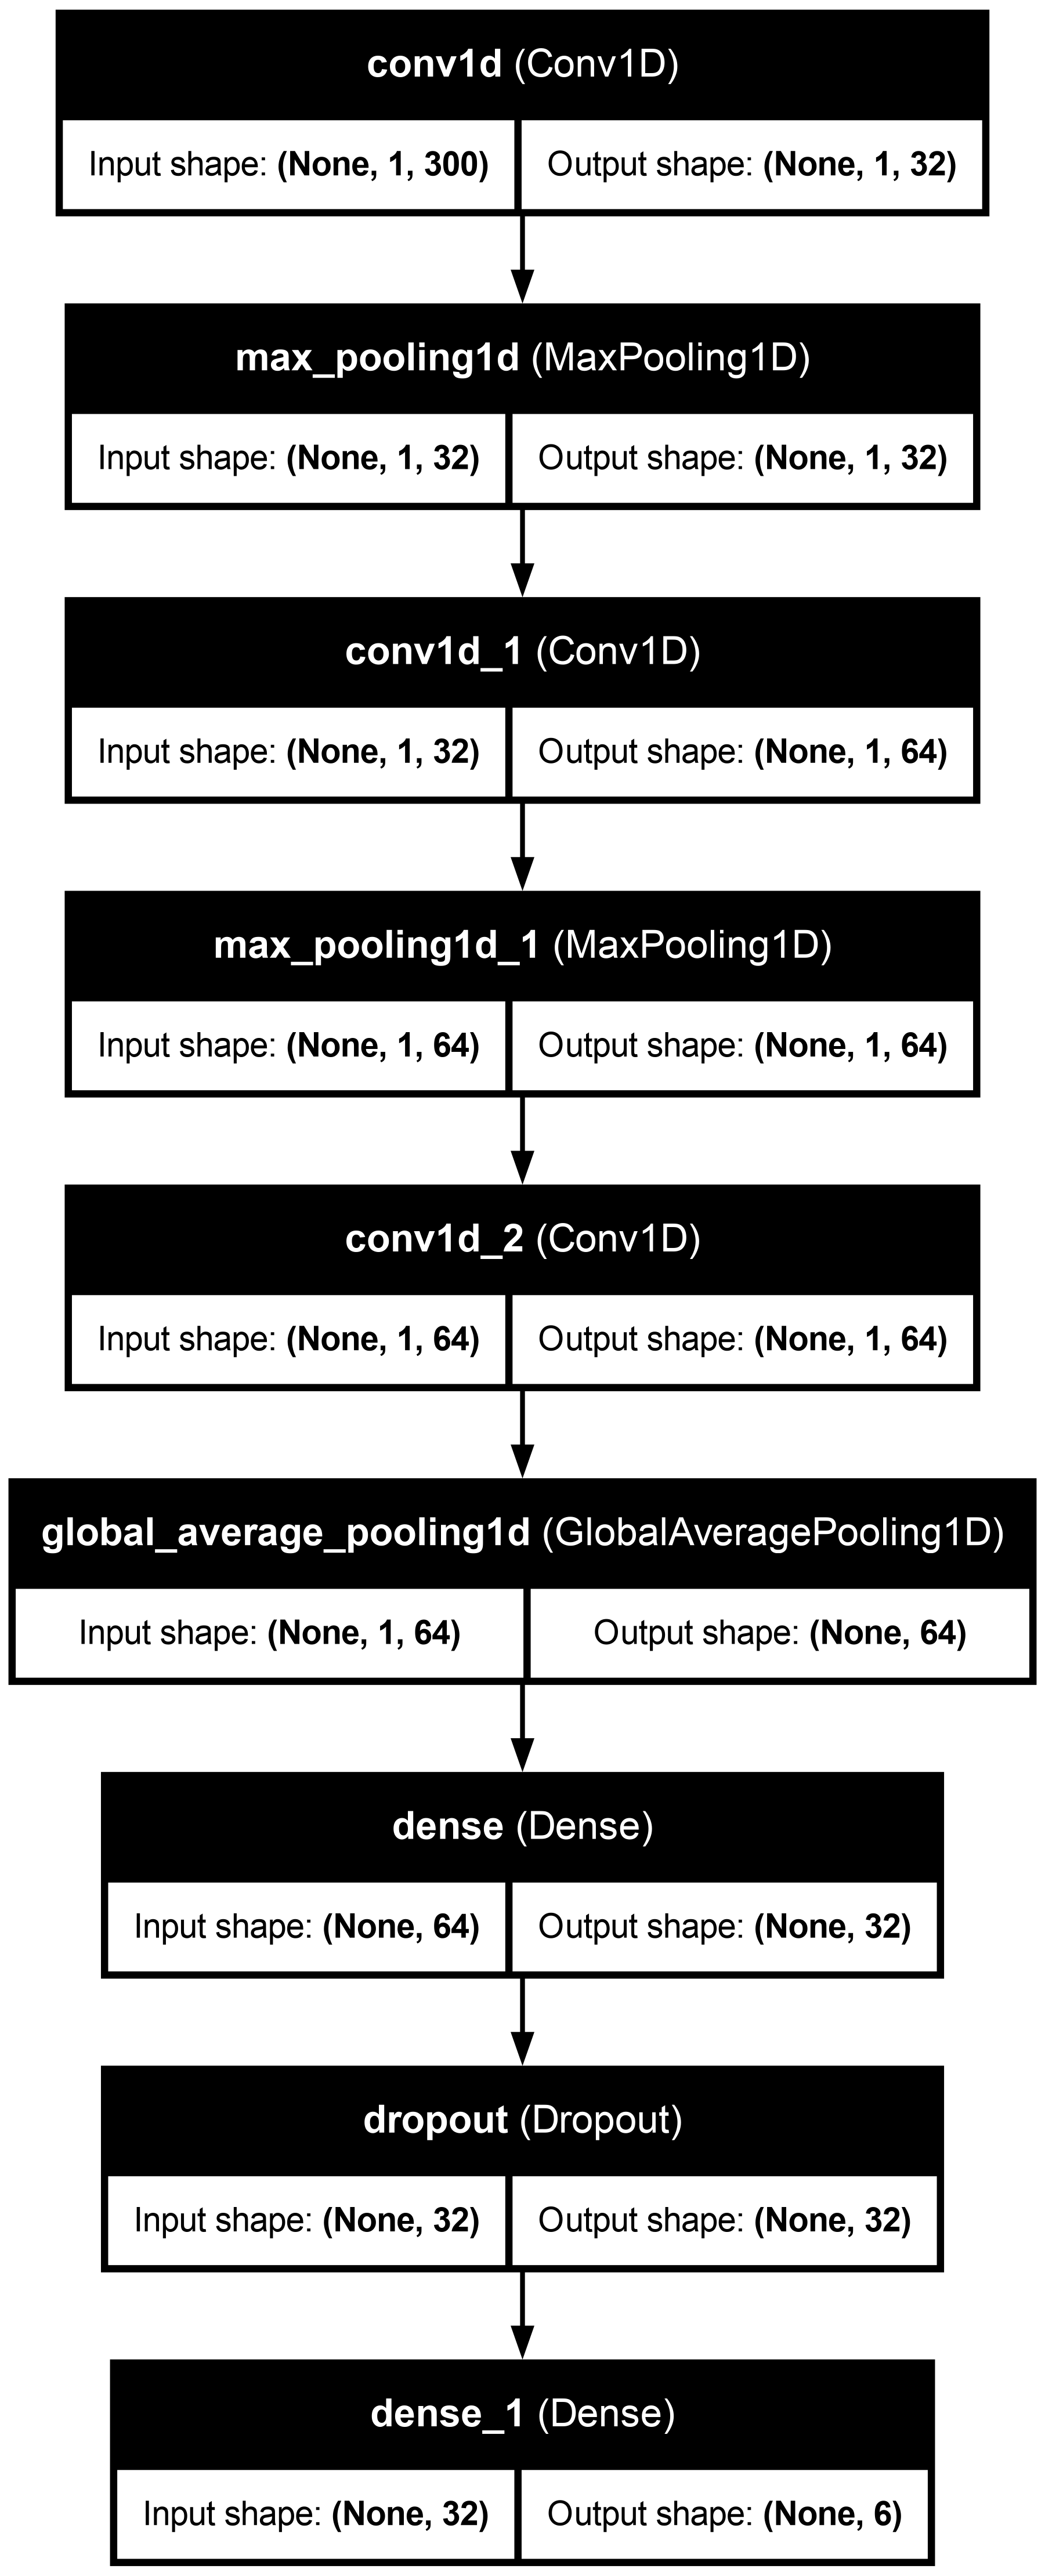 conv1d (Conv1D)
Input shape: (None, 1, 300) Output shape: (None, 1, 32)
max_pooling1d (MaxPooling1D)
Input shape: (None, 1, 32) Output shape: (None, 1, 32)
conv1d_1 (Conv1D)
Input shape: (None, 1, 32) Output shape: (None, 1, 64)
max_pooling1d_1 (MaxPooling1D)
Input shape: (None, 1, 64) Output shape: (None, 1, 64)
conv1d_2 (Conv1D)
Input shape: (None, 1, 64) Output shape: (None, 1, 64)
global_average_pooling1d (GlobalAveragePooling1D)
Input shape: (None, 1, 64) Output shape: (None, 64)
dense (Dense)
Input shape: (None, 64) Output shape: (None, 32)
dropout (Dropout)
Input shape: (None, 32) Output shape: (None, 32)
dense_1 (Dense)
Input shape: (None, 32) Output shape: (None, 6)